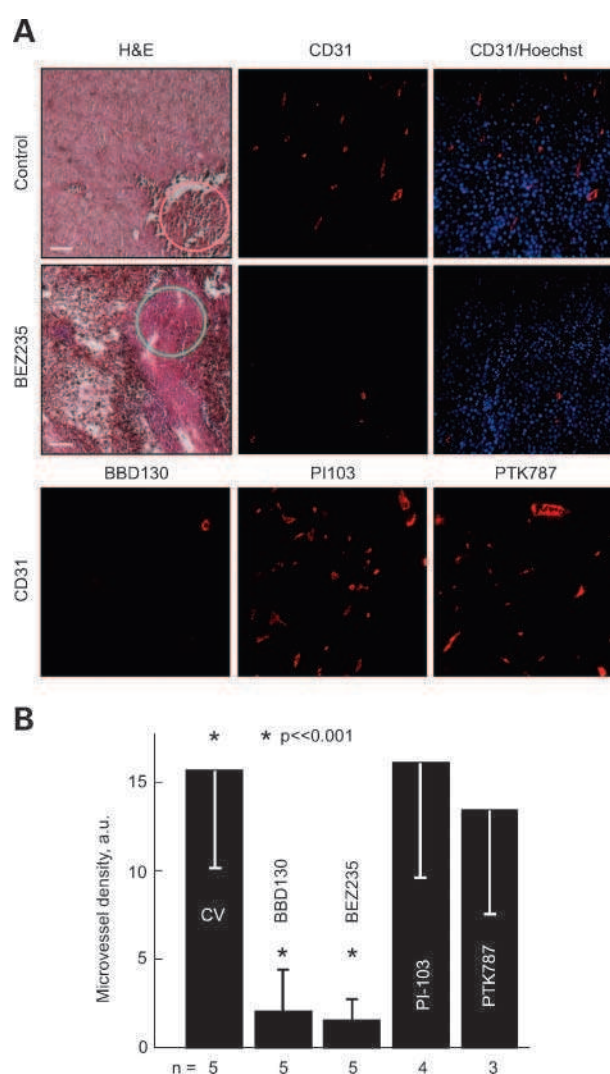 A
H&E CD31 CD31/Hoechst
Control
BEZ235
BBD130 PI103 PTK787
CD31
B
* * p<<0.001
Microvessel density, a.u.
15
10
5
0
CV
BBD130
*
BEZ235
*
PI-103
PTK787
n = 5 5 5 4 3